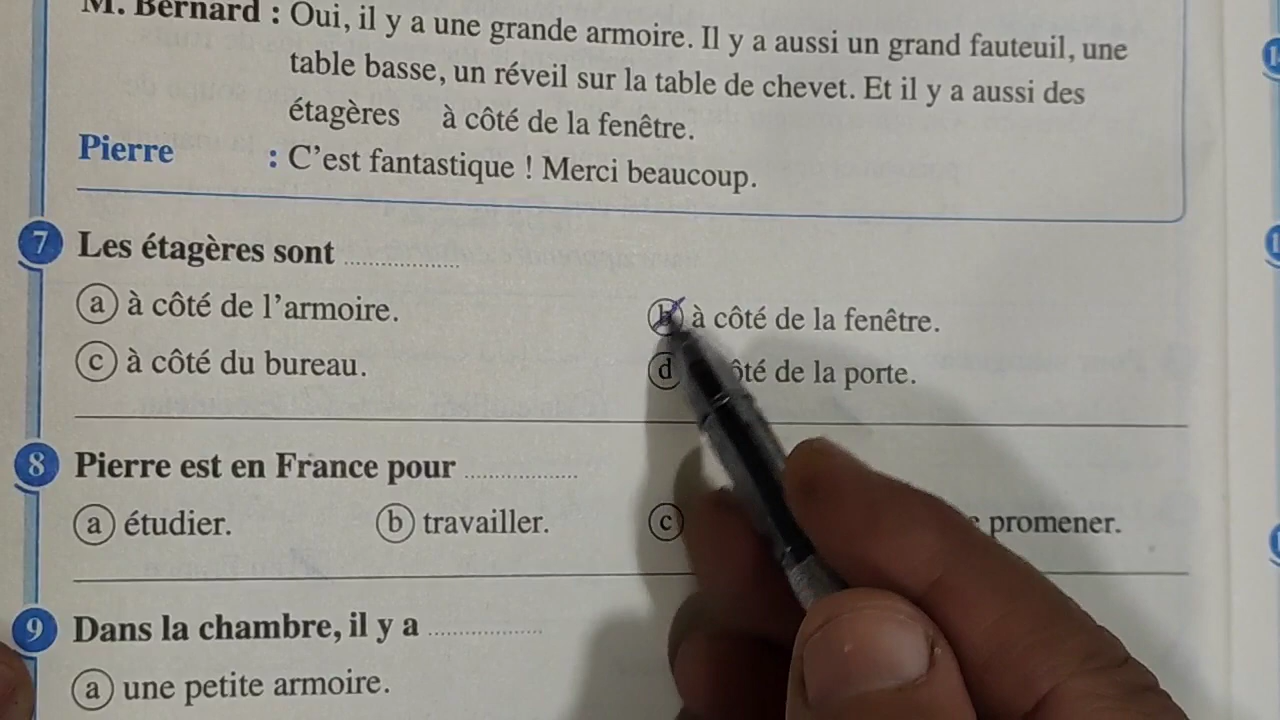 M. Bernard : Oui, il y a une grande armoire. Il y a aussi un grand fauteuil, une
table basse, un réveil sur la table de chevet. Et il y a aussi des
étagères à côté de la fenêtre.
Pierre : C'est fantastique ! Merci beaucoup.
7 Les étagères sont ..................
a à côté de l'armoire. b à côté de la fenêtre.
c à côté du bureau. d côté de la porte.
8 Pierre est en France pour ..................
a étudier. b travailler. c promener.
9 Dans la chambre, il y a ..................
a une petite armoire.